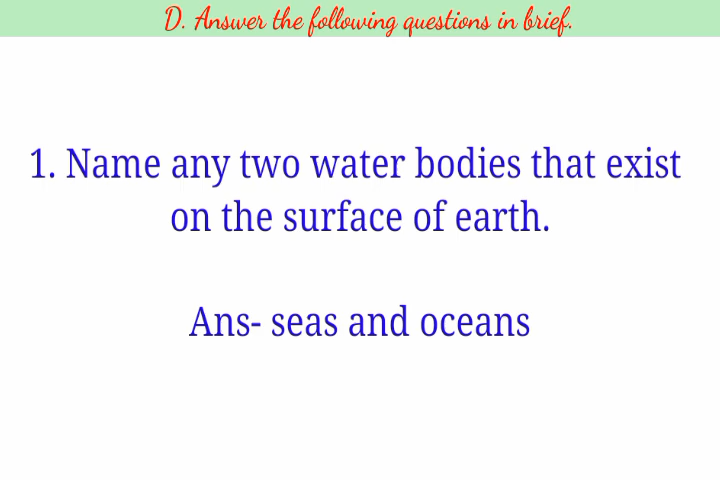 D. Answer the following questions in brief.
1. Name any two water bodies that exist
on the surface of earth.
Ans- seas and oceans